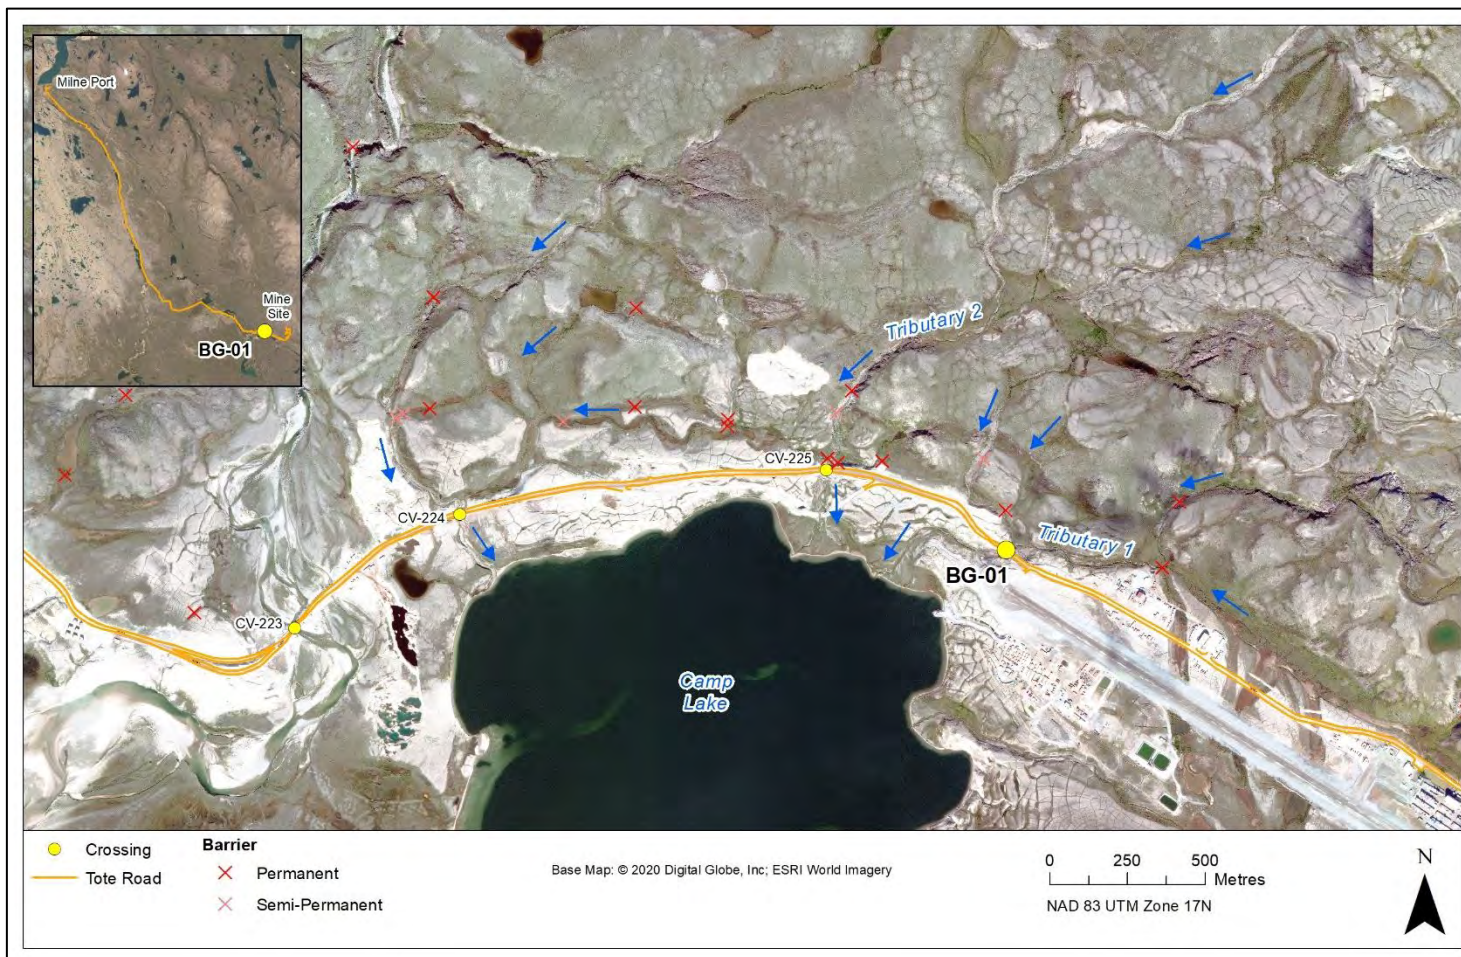 Milne Port
Mine
Site
BG-01
Tributary 2
CV-225
CV-224
Tributary 1
BG-01
CV-223
Camp
Lake
Crossing
Tote Road
Barrier
Permanent
Semi-Permanent
Base Map: © 2020 Digital Globe, Inc; ESRI World Imagery
0 250 500
Metres
NAD 83 UTM Zone 17N
N